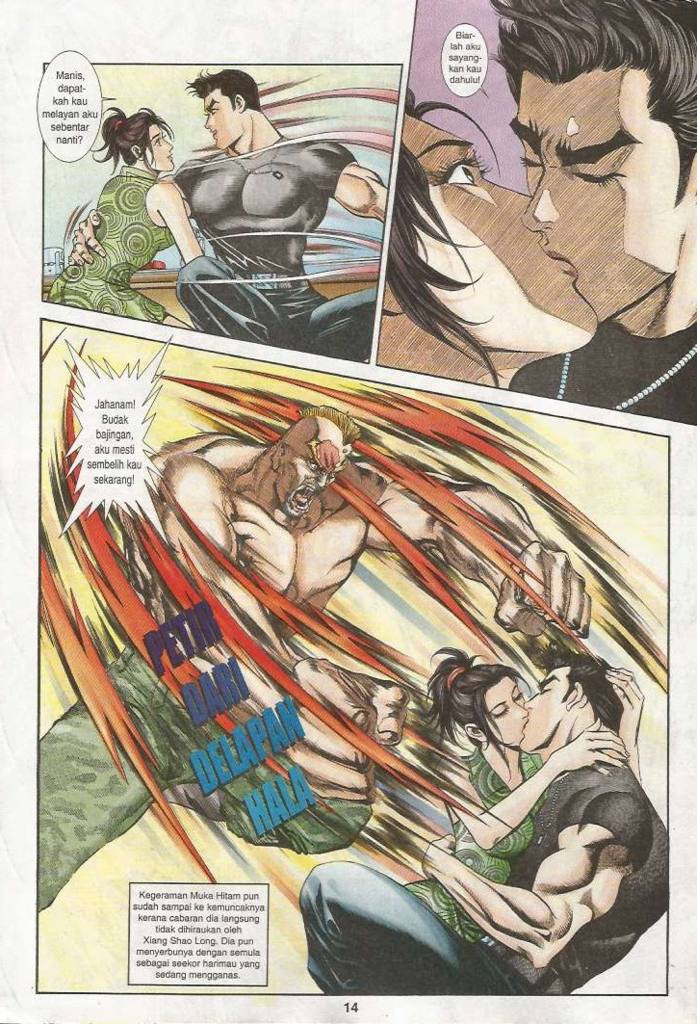 Manis,
dapat-
kah kau
melayan aku
sebentar
nanti?
Biar-
lah aku
sayang-
kan kau
dahulu!
Jahanam!
Budak
bajingan,
aku mesti
sembelih kau
sekarang!
PETIR
DARI
DELAPAN
HALA
Kegeraman Muka Hitam pun
sudah sampai ke kemuncaknya
kerana cabaran dia langsung
tidak dihiraukan oleh
Xiang Shao Long. Dia pun
menyerbunya dengan semula
sebagai seekor harimau yang
sedang mengganas.
14